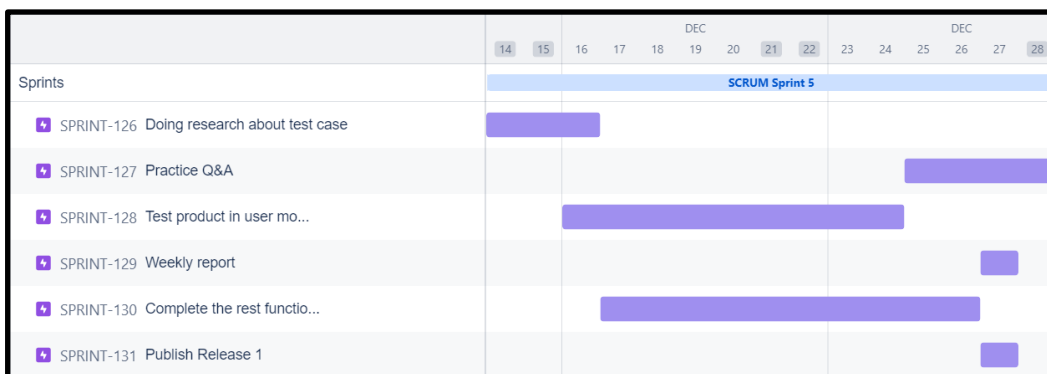 DEC DEC
14 15 16 17 18 19 20 21 22 23 24 25 26 27 28
Sprints SCRUM Sprint 5
SPRINT-126 Doing research about test case
SPRINT-127 Practice Q&A
SPRINT-128 Test product in user mo...
SPRINT-129 Weekly report
SPRINT-130 Complete the rest functio...
SPRINT-131 Publish Release 1